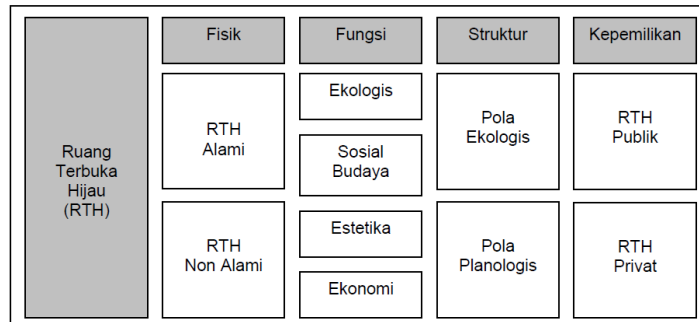 Ruang
Terbuka
Hijau
(RTH)
Fisik
RTH
Alami
RTH
Non Alami
Fungsi
Ekologis
Sosial
Budaya
Estetika
Ekonomi
Struktur
Pola
Ekologis
Pola
Planologis
Kepemilikan
RTH
Publik
RTH
Privat